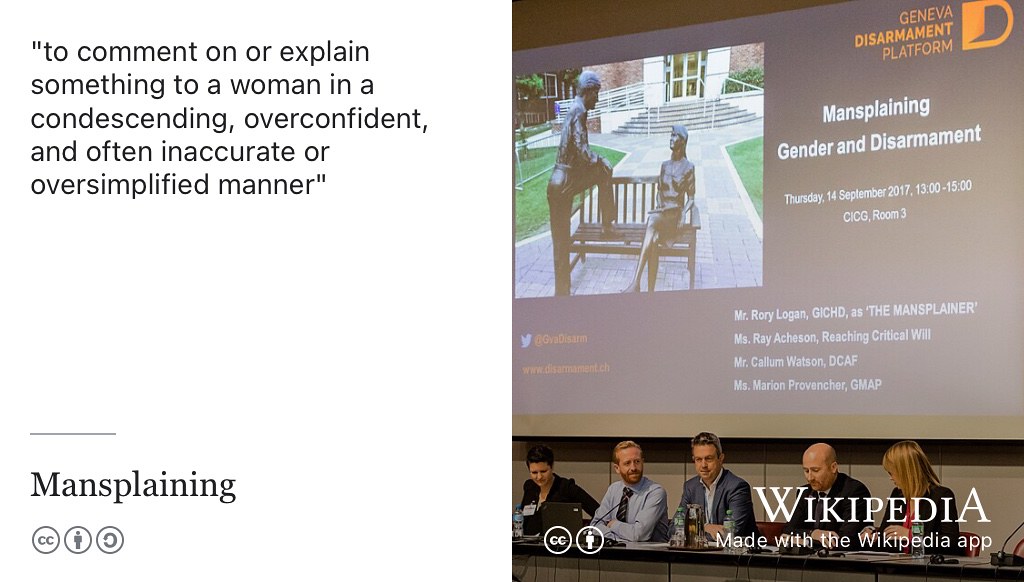 "to comment on or explain
something to a woman in a
condescending, overconfident,
and often inaccurate or
oversimplified manner"
Mansplaining
cc
GENEVA
DISARMAMENT
PLATFORM
Mansplaining
Gender and Disarmament
Thursday, 14 September 2017, 13:00 -15:00
CICG, Room 3
Mr. Rory Logan, GICHD, as 'THE MANSPLAINER'
Ms. Ray Acheson, Reaching Critical Will
Mr. Callum Watson, DCAF
Ms. Marion Provencher, GMAP
@GvaDisarm
www.disarmament.ch
cc
WIKIPEDIA
Made with the Wikipedia app